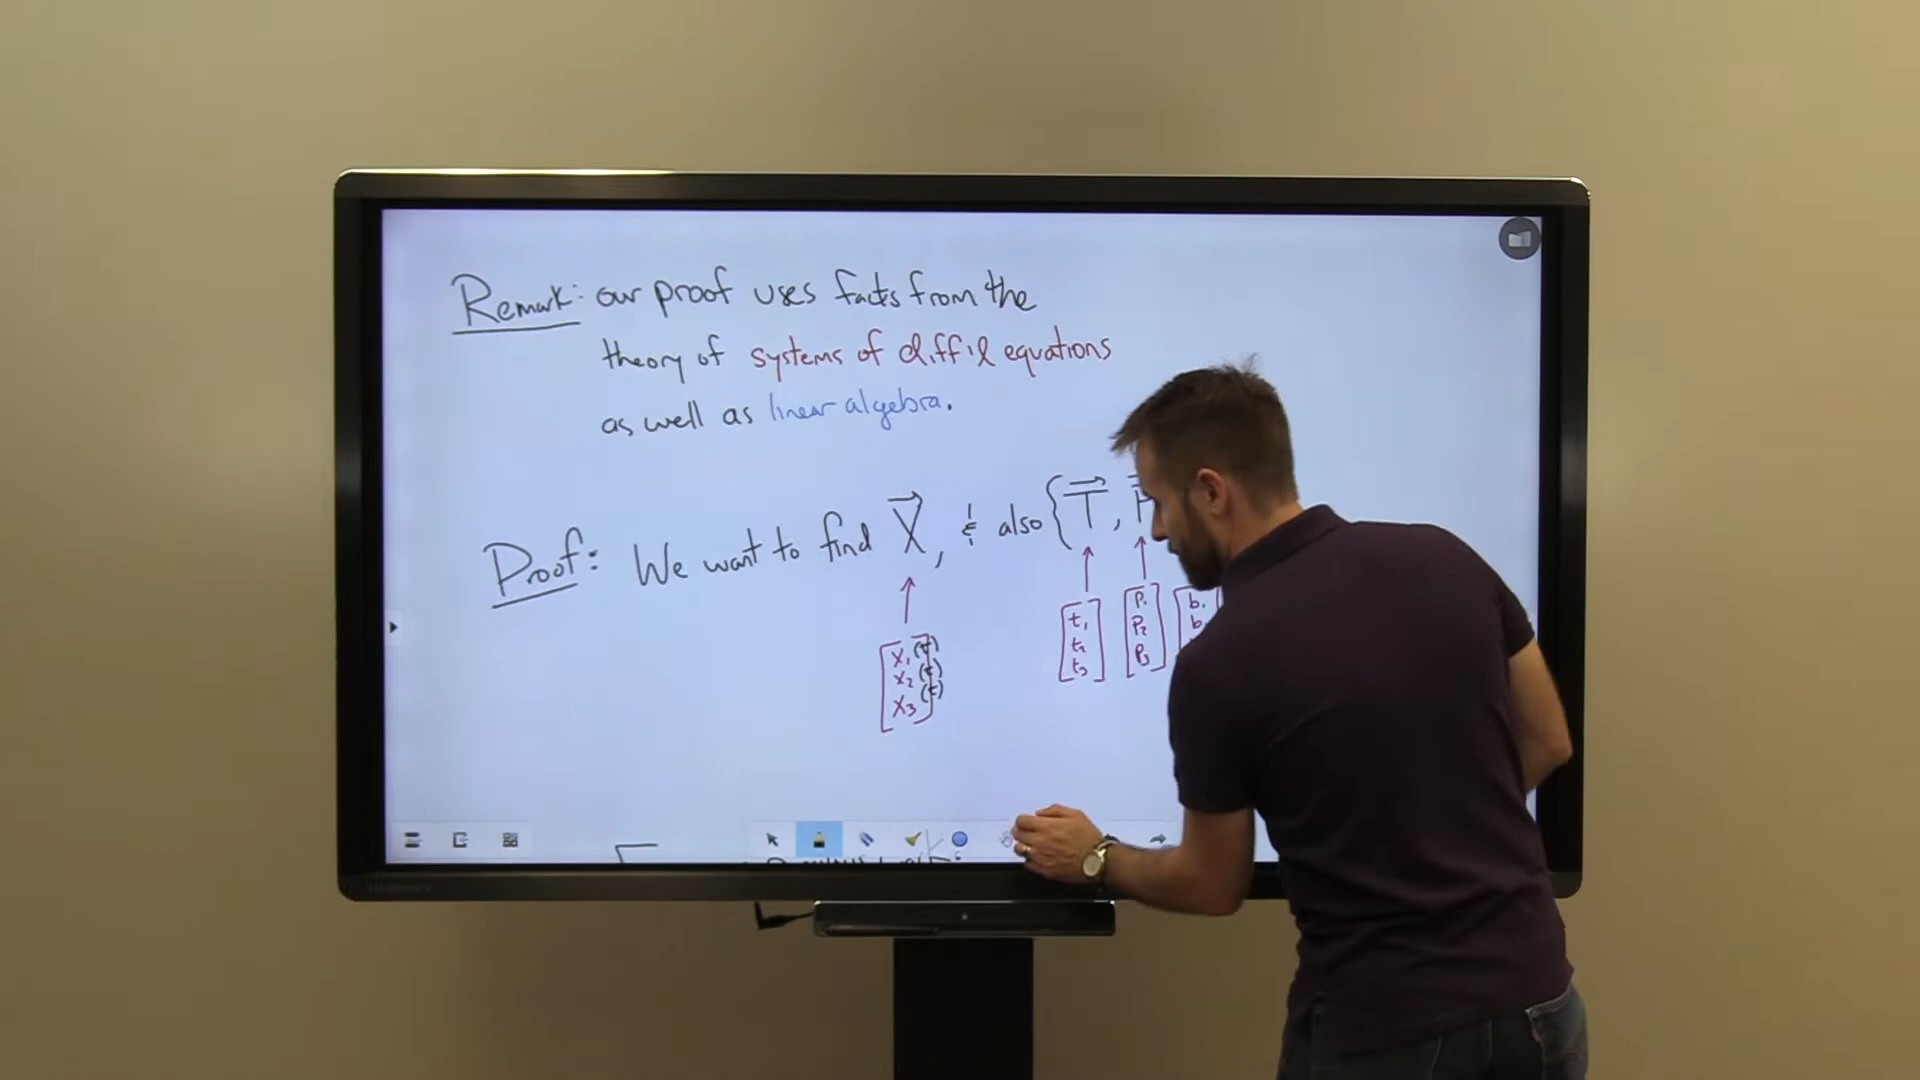 Remark: our proof uses facts from the
theory of systems of diff'l equations
as well as linear algebra.
Proof: We want to find X, & also {T, P
x₁(t)
x₂(t)
x₃(t)
t₁
t₂
t₃
p₁
p₂
p₃
b₁
b